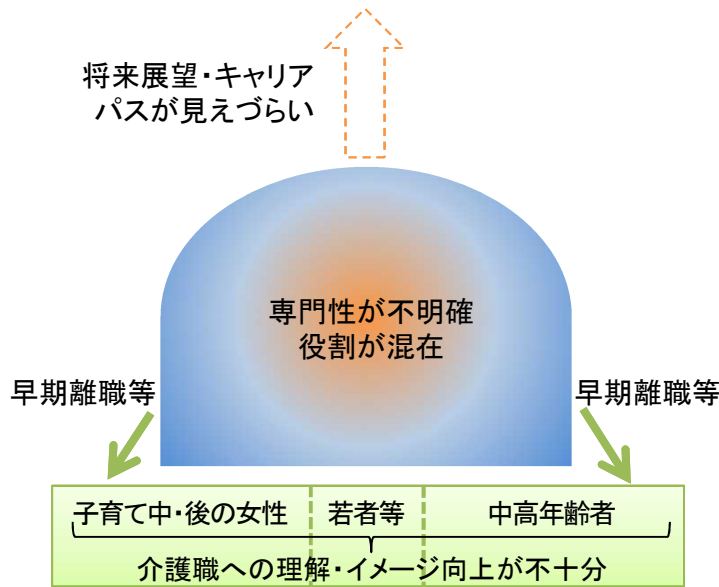 将来展望・キャリア
パスが見えづらい
専門性が不明確
役割が混在
早期離職等
早期離職等
子育て中・後の女性
若者等
中高年齢者
介護職への理解・イメージ向上が不十分